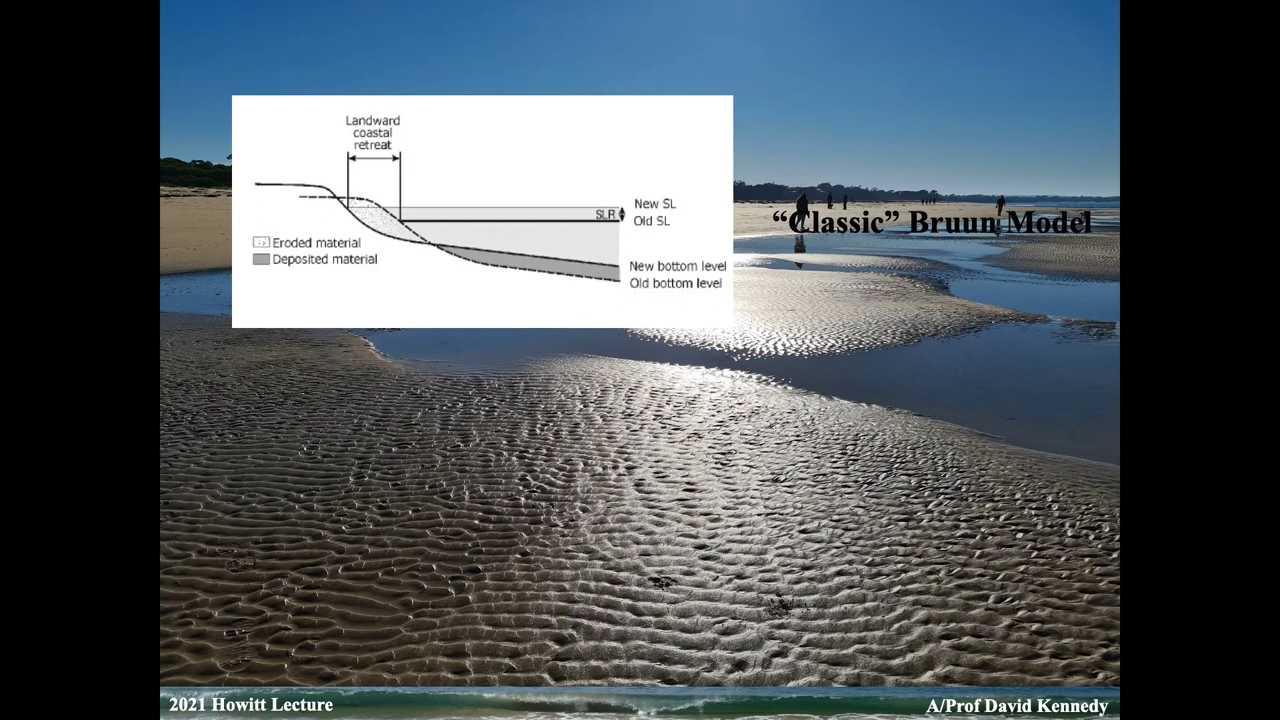 Landward
coastal
retreat
New SL
SLR
Old SL
Eroded material
Deposited material
New bottom level
Old bottom level
“Classic” Bruun Model
2021 Howitt Lecture
A/Prof David Kennedy